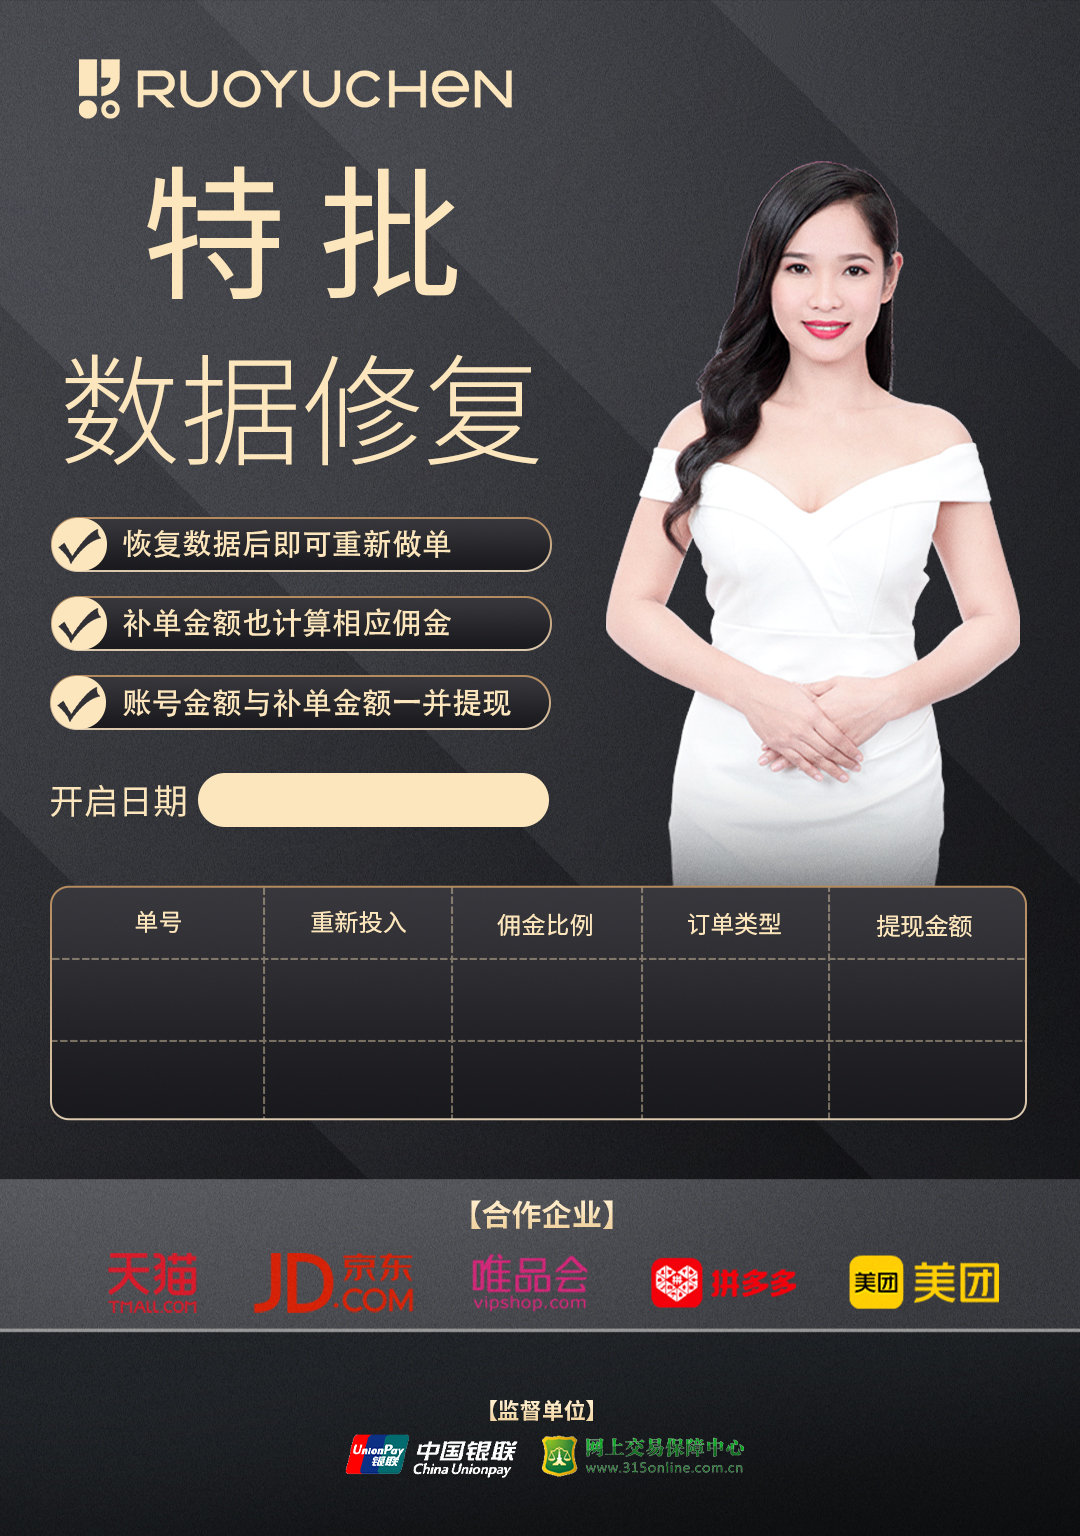 RUOYUCHEN
特批
数据修复
恢复数据后即可重新做单
补单金额也计算相应佣金
账号金额与补单金额一并提现
开启日期
单号 重新投入 佣金比例 订单类型 提现金额
【合作企业】
天猫 JD 京东 唯品会 拼多多 美团 美团
TMALL.COM .COM vipshop.com
【监督单位】
UnionPay 银联 中国银联 网上交易保障中心
China Unionpay www.315online.com.cn